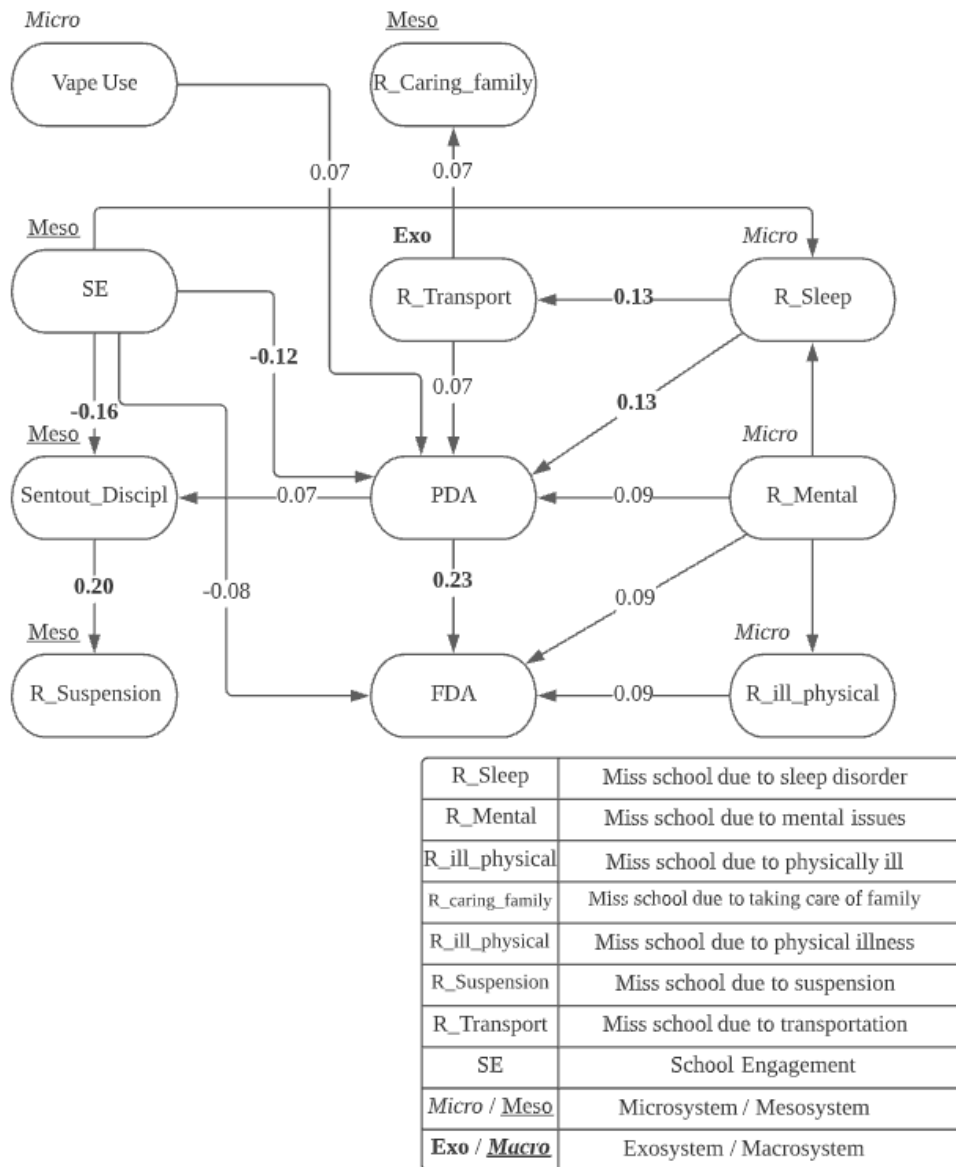 Micro
Meso
Vape Use
R_Caring_family
0.07
0.07
Meso
Exo
Micro
SE
R_Transport
0.13
R_Sleep
-0.12
0.07
0.13
-0.16
Meso
Micro
Sentout_Discipl
0.07
PDA
0.09
R_Mental
0.20
-0.08
0.23
0.09
Meso
Micro
R_Suspension
FDA
0.09
R_ill_physical
R_Sleep Miss school due to sleep disorder
R_Mental Miss school due to mental issues
R_ill_physical Miss school due to physically ill
R_caring_family Miss school due to taking care of family
R_ill_physical Miss school due to physical illness
R_Suspension Miss school due to suspension
R_Transport Miss school due to transportation
SE School Engagement
Micro / Meso Microsystem / Mesosystem
Exo / Macro Exosystem / Macrosystem